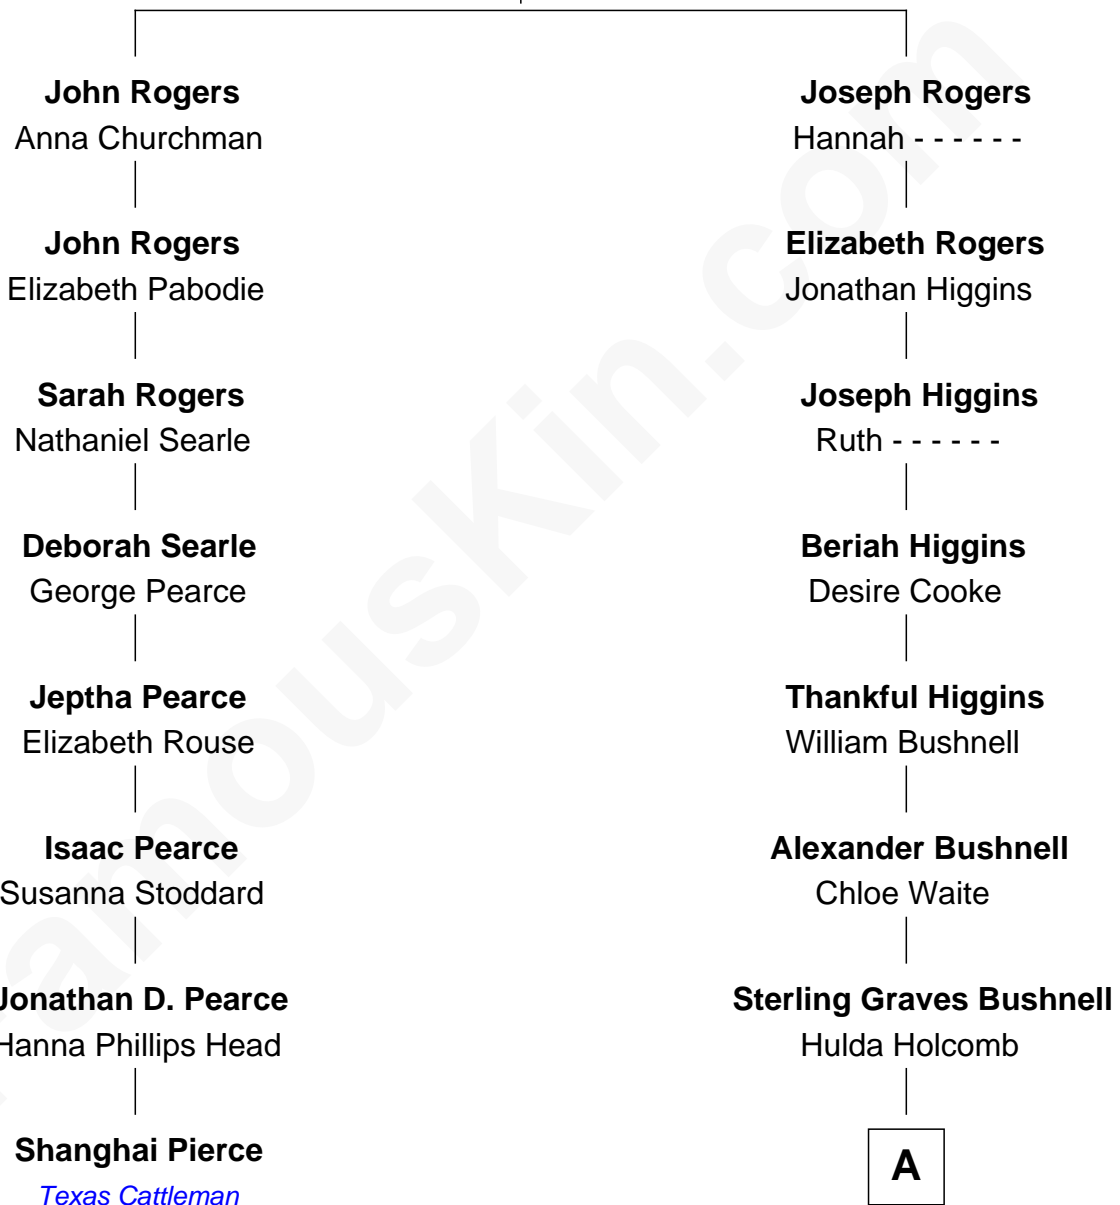 John Rogers
Anna Churchman
John Rogers
Elizabeth Pabodie
Sarah Rogers
Nathaniel Searle
Deborah Searle
George Pearce
Jeptha Pearce
Elizabeth Rouse
Isaac Pearce
Susanna Stoddard
Jonathan D. Pearce
Hanna Phillips Head
Shanghai Pierce
Texas Cattleman
Joseph Rogers
Hannah - - - - - -
Elizabeth Rogers
Jonathan Higgins
Joseph Higgins
Ruth - - - - - -
Beriah Higgins
Desire Cooke
Thankful Higgins
William Bushnell
Alexander Bushnell
Chloe Waite
Sterling Graves Bushnell
Hulda Holcomb
A
famouskin.com